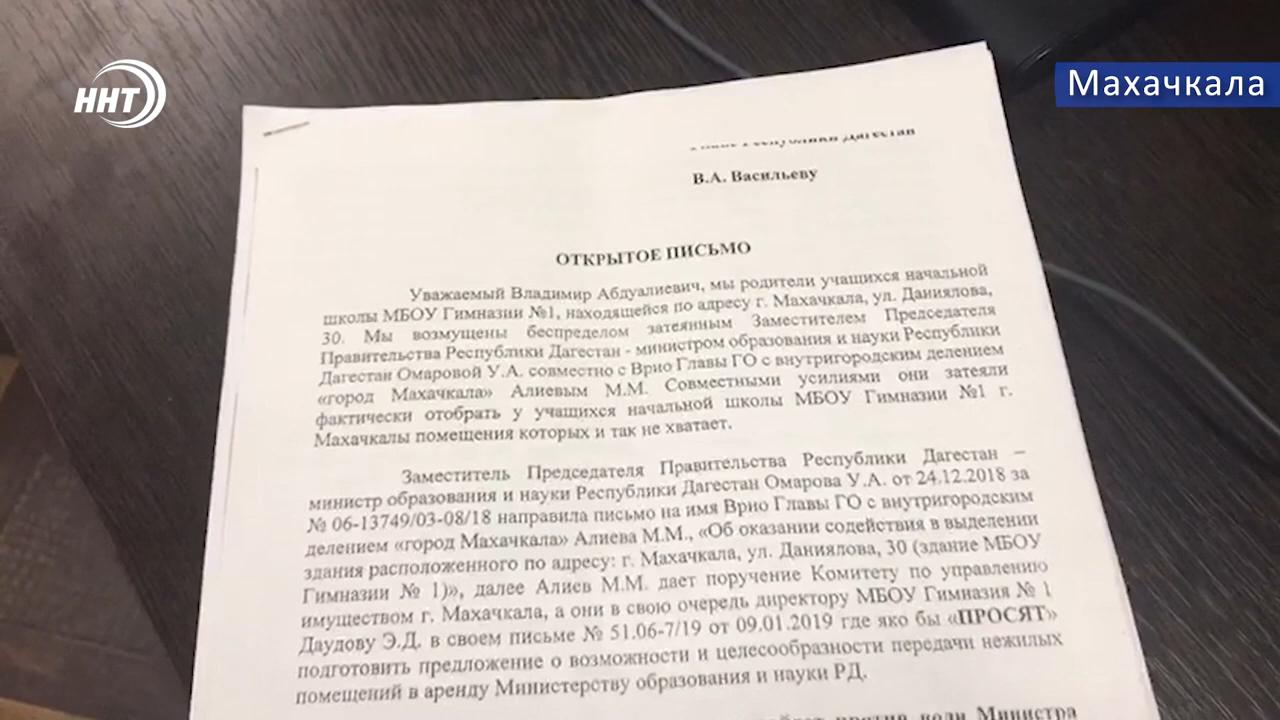 ННТ
Махачкала
Республики Дагестан
В.А. Васильеву
ОТКРЫТОЕ ПИСЬМО
Уважаемый Владимир Абдуалиевич, мы родители учащихся начальной
школы МБОУ Гимназии №1, находящейся по адресу г. Махачкала, ул. Даниялова,
30. Мы возмущены беспределом затеянным Заместителем Председателя
Правительства Республики Дагестан - министром образования и науки Республики
Дагестан Омаровой У.А. совместно с Врио Главы ГО с внутригородским делением
«город Махачкала» Алиевым М.М. Совместными усилиями они затеяли
фактически отобрать у учащихся начальной школы МБОУ Гимназии №1 г.
Махачкалы помещения которых и так не хватает.
Заместитель Председателя Правительства Республики Дагестан –
министр образования и науки Республики Дагестан Омарова У.А. от 24.12.2018 за
№ 06-13749/03-08/18 направила письмо на имя Врио Главы ГО с внутригородским
делением «город Махачкала» Алиева М.М., «Об оказании содействия в выделении
здания расположенного по адресу: г. Махачкала, ул. Даниялова, 30 (здание МБОУ
Гимназии № 1)», далее Алиев М.М. дает поручение Комитету по управлению
имуществом г. Махачкала, а они в свою очередь директору МБОУ Гимназия № 1
Даудову Э.Д. в своем письме № 51.06-7/19 от 09.01.2019 где яко бы «ПРОСЯТ»
подготовить предложение о возможности и целесообразности передачи нежилых
помещений в аренду Министерству образования и науки РД.
против воли Министра